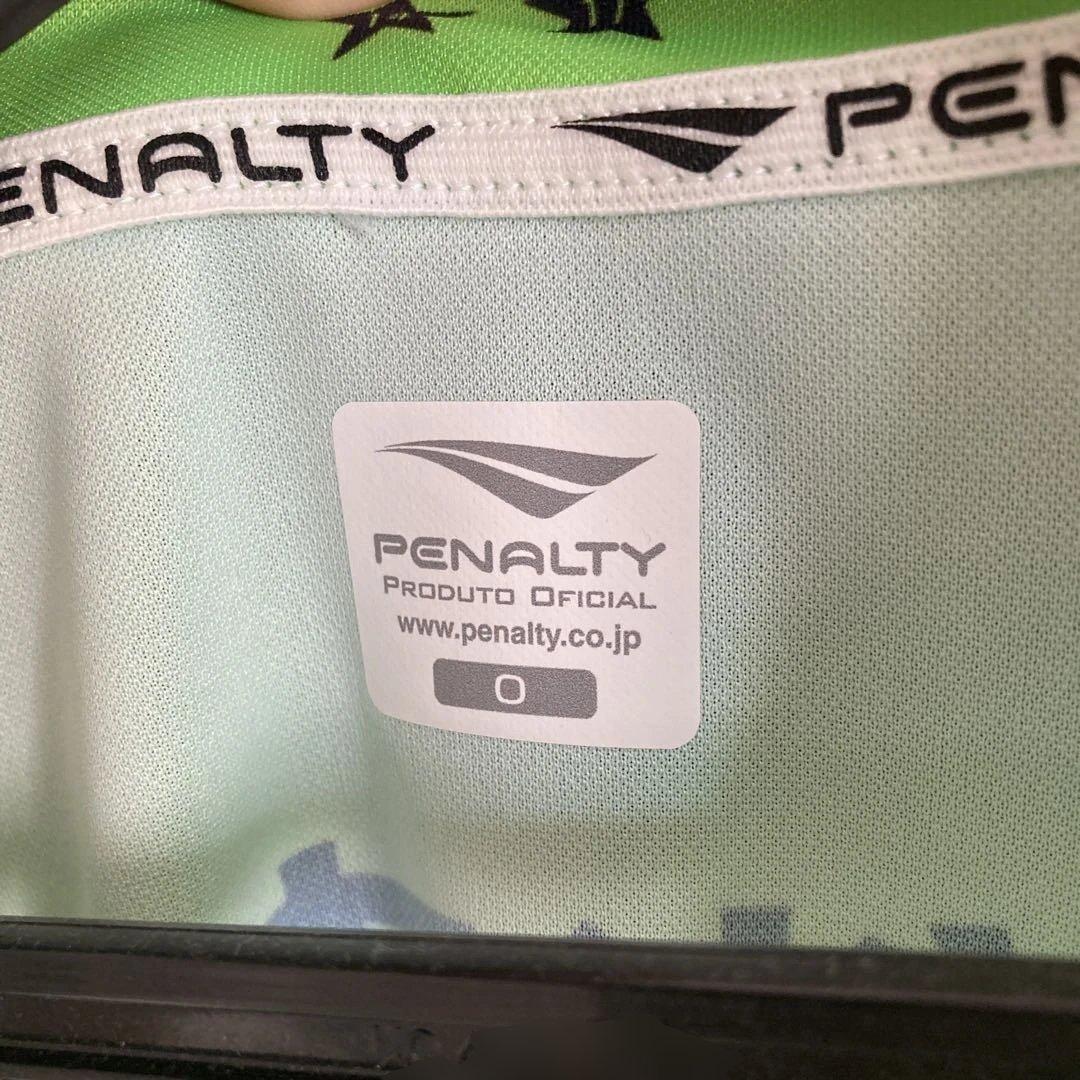 ENALTY PEN
PENALTY
PRODUTO OFICIAL
www.penalty.co.jp
O